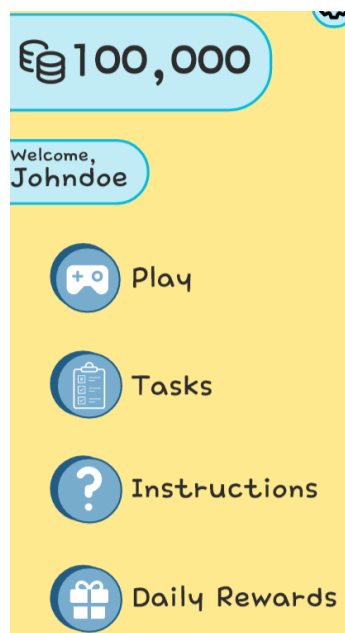 100,000
Welcome,
Johndoe
Play
Tasks
Instructions
Daily Rewards